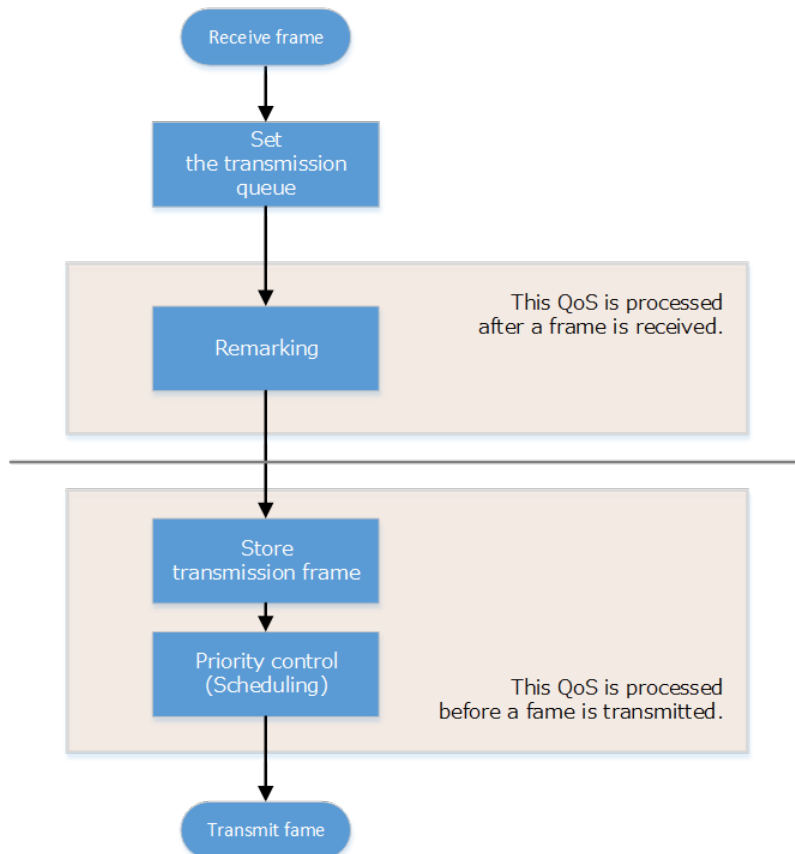 Receive frame
Set
the transmission
queue
This QoS is processed
after a frame is received.
Remarking
Store
transmission frame
Priority control
(Scheduling)
This QoS is processed
before a fame is transmitted.
Transmit fame